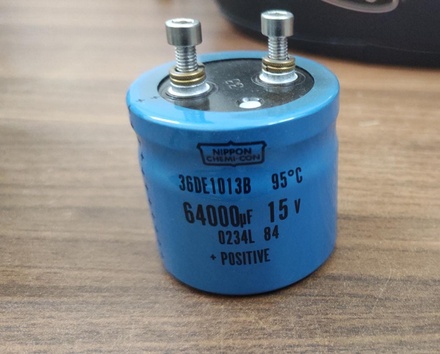 NIPPON
CHEMI-CON
36DE1013B 95°C
64000µF 15 V
0234L 84
+ POSITIVE